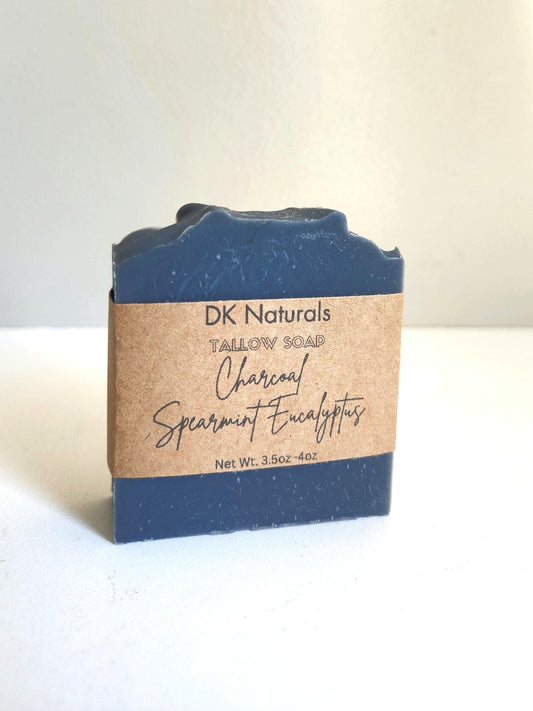 DK Naturals
TALLOW SOAP
Charcoal
Spearmint Eucalyptus
Net Wt. 3.5oz -4oz